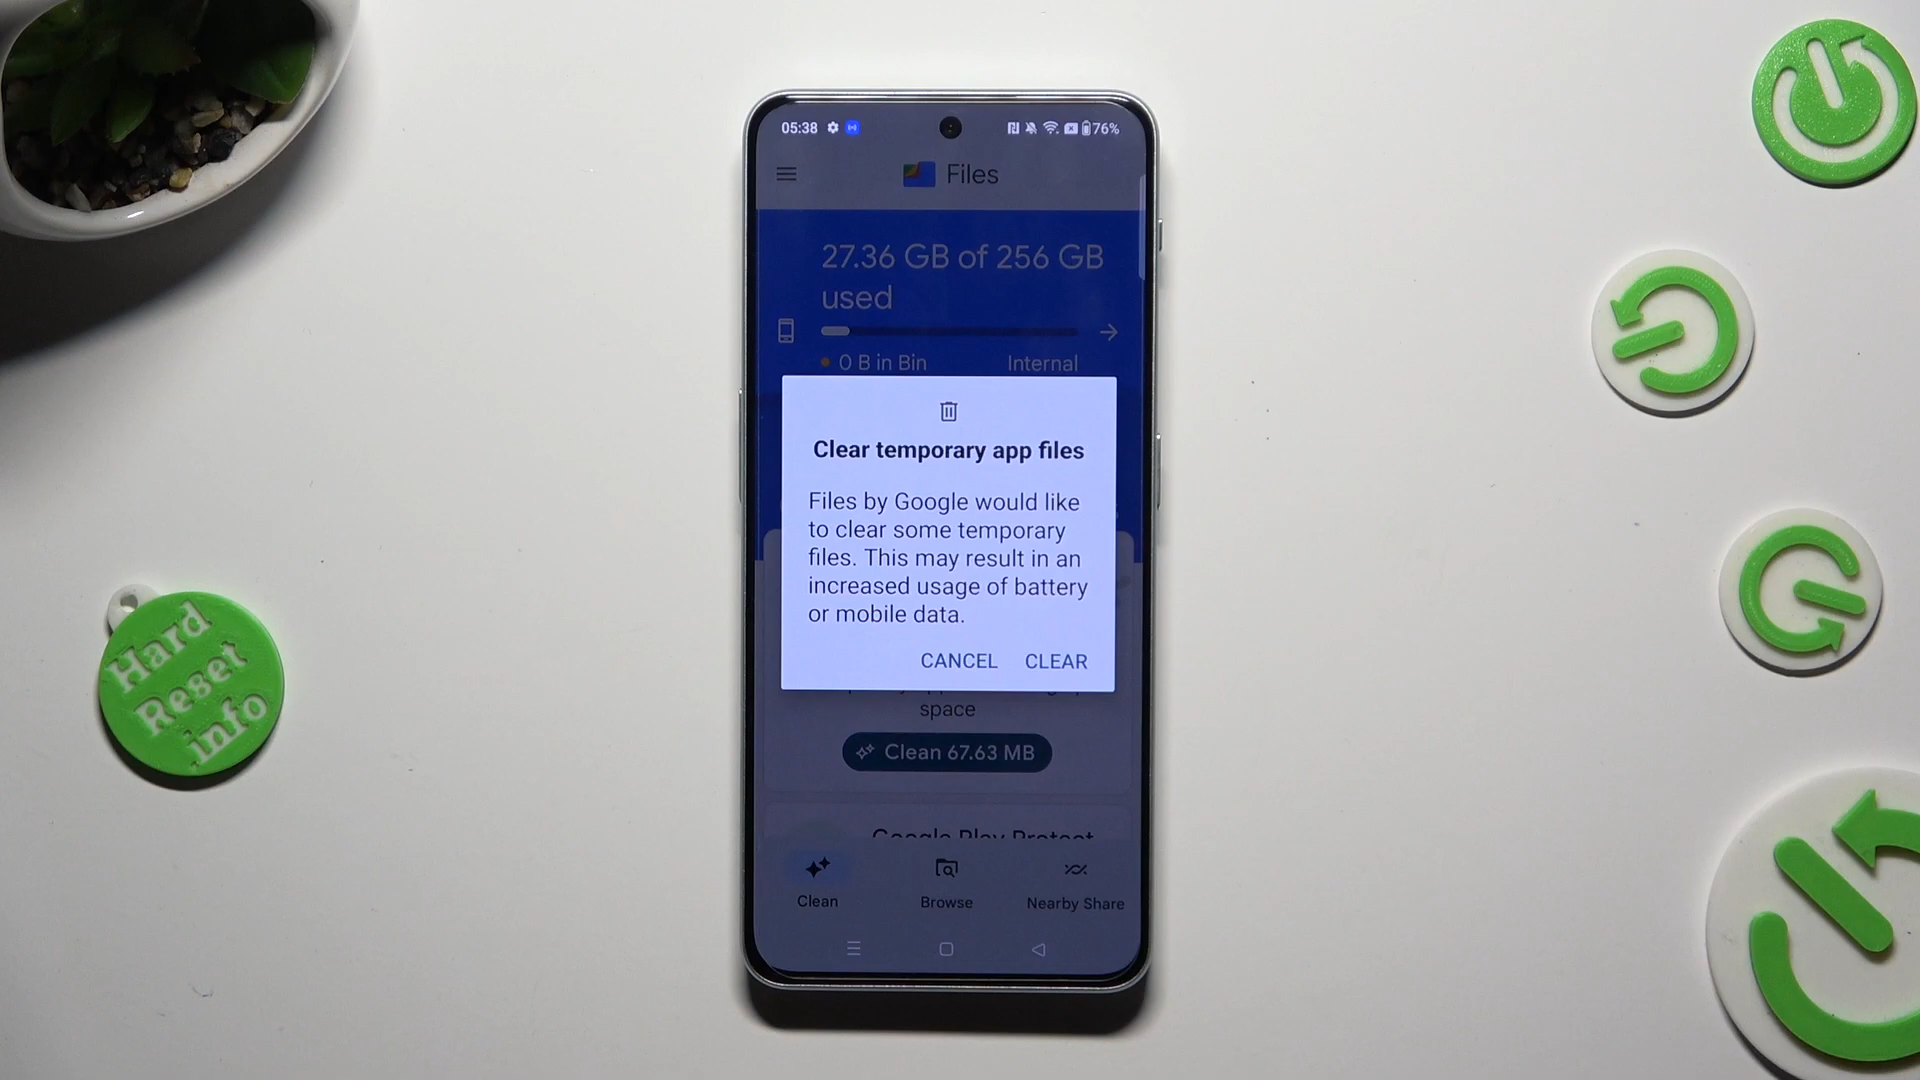 05:38
76%
Files
27.36 GB of 256 GB
used
0 B in Bin
Internal
Clear temporary app files
Files by Google would like
to clear some temporary
files. This may result in an
increased usage of battery
or mobile data.
CANCEL CLEAR
space
Clean 67.63 MB
Google Play Protect
Clean
Browse
Nearby Share
Hard
Reset
info